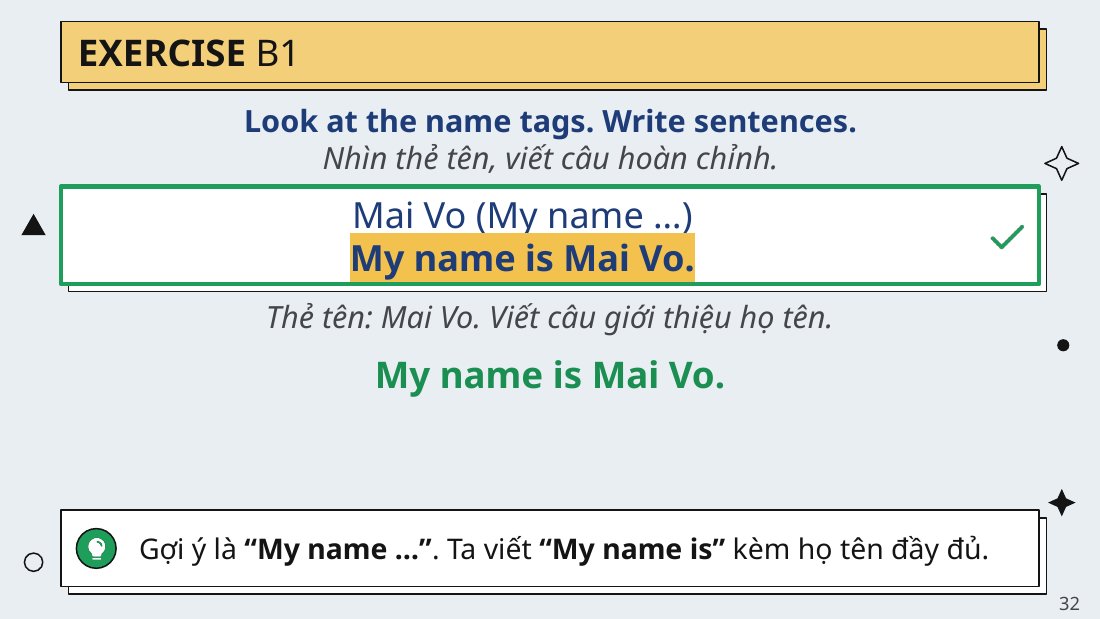 EXERCISE B1
Look at the name tags. Write sentences.
Nhìn thẻ tên, viết câu hoàn chỉnh.
Mai Vo (My name ...)
My name is Mai Vo.
Thẻ tên: Mai Vo. Viết câu giới thiệu họ tên.
My name is Mai Vo.
Gợi ý là “My name ...”. Ta viết “My name is” kèm họ tên đầy đủ.
32